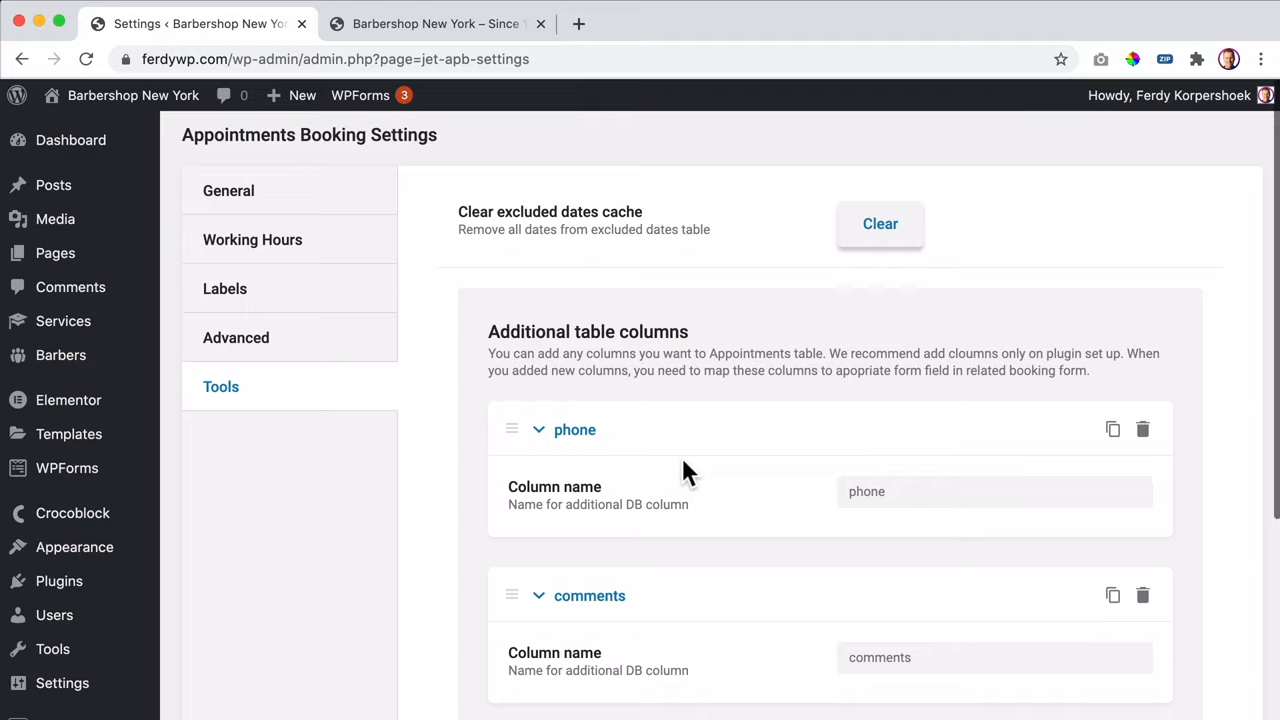 Settings ‹ Barbershop New Yor
Barbershop New York – Since 1
ferdywp.com/wp-admin/admin.php?page=jet-apb-settings
ZIP
Barbershop New York
0
New
WPForms
3
Howdy, Ferdy Korpershoek
Dashboard
Posts
Media
Pages
Comments
Services
Barbers
Elementor
Templates
WPForms
Crocoblock
Appearance
Plugins
Users
Tools
Settings
Appointments Booking Settings
General
Working Hours
Labels
Advanced
Tools
Clear excluded dates cache
Remove all dates from excluded dates table
Clear
Additional table columns
You can add any columns you want to Appointments table. We recommend add cloumns only on plugin set up. When
you added new columns, you need to map these columns to apopriate form field in related booking form.
phone
Column name
Name for additional DB column
phone
comments
Column name
Name for additional DB column
comments